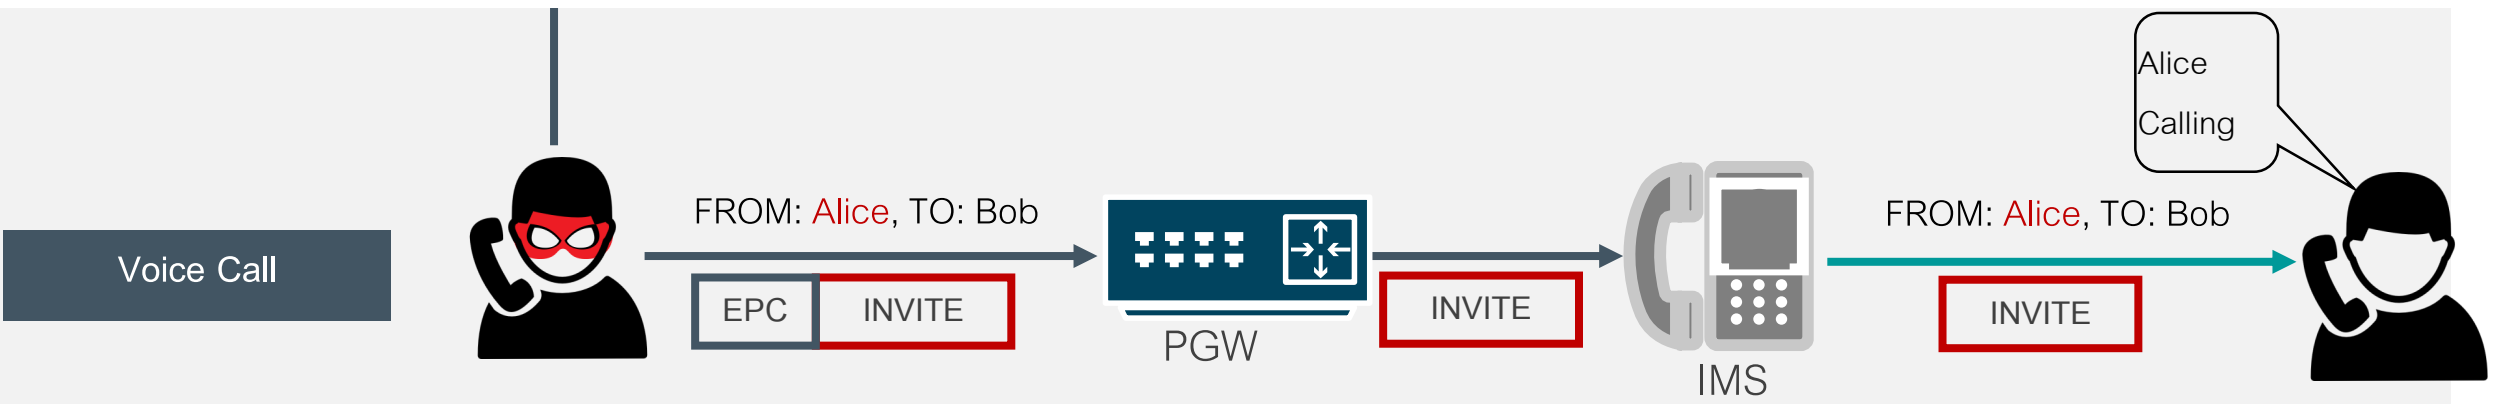 Voice Call
FROM: Alice, TO: Bob
EPC
INVITE
PGW
INVITE
IMS
FROM: Alice, TO: Bob
INVITE
Alice
Calling